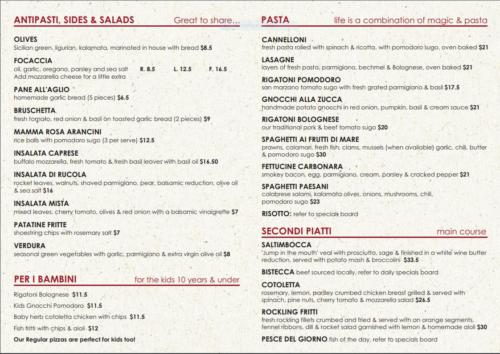 ANTIPASTI, SIDES & SALADS Great to share...
OLIVES
Sicilian green, ligurian, kalamata, marinated in house with bread $8.5
FOCACCIA
oil, garlic, oregano, parsley and sea salt R. 8.5 L. 12.5 F. 16.5
Add mozzarella cheese for a little extra
PANE ALL'AGLIO
homemade garlic bread (5 pieces) $6.5
BRUSCHETTA
fresh tomato, red onion & basil on toasted garlic bread (2 pieces) $9
MAMMA ROSA ARANCINI
rice balls with pomodoro sugo (3 per serve) $12.5
INSALATA CAPRESE
buffalo mozzarella, fresh tomato & fresh basil leaves with basil oil $16.50
INSALATA DI RUCOLA
rocket leaves, walnuts, shaved parmigiano, pear, balsamic reduction, olive oil
& sea salt $16
INSALATA MISTA
mixed leaves, cherry tomato, olives & red onion with a balsamic vinaigrette $7
PATATINE FRITTE
shoestring chips with rosemary salt $7
VERDURA
seasonal green vegetables with garlic, parmigiano & extra virgin olive oil $8
PER I BAMBINI for the kids 10 years & under
Rigatoni Bolognese $11.5
Kids Gnocchi Pomodoro $11.5
Baby herb cotoletta chicken with chips $11.5
Fish fritti with chips & aioli $12
Our Regular pizzas are perfect for kids too!
PASTA life is a combination of magic & pasta
CANNELLONI
fresh pasta rolled with spinach & ricotta, with pomodoro sugo, oven baked $21
LASAGNE
layers of fresh pasta, parmigiano, bechmel & Bolognese, oven baked $21
RIGATONI POMODORO
san marzano tomato sugo with fresh grated parmigiano & basil $17.5
GNOCCHI ALLA ZUCCA
handmade potato gnocchi in red onion, pumpkin, basil & cream sauce $21
RIGATONI BOLOGNESE
our traditional pork & beef tomato sugo $20
SPAGHETTI AI FRUTTI DI MARE
prawns, calamari, fresh fish, clams, mussels (when available) garlic, chilli, butter
& pomodoro sugo $30
FETTUCINE CARBONARA
smokey bacon, egg, parmigiano, cream, parsley & cracked pepper $21
SPAGHETTI PAESANI
calabrese salami, kalamata olives, onions, mushrooms, chili,
pomodoro sugo $23
RISOTTO: refer to specials board
SECONDI PIATTI main course
SALTIMBOCCA
'Jump in the mouth' veal with prosciutto, sage & finished in a white wine butter
reduction, served with potato mash & broccolini $33.5
BISTECCA beef sourced locally, refer to daily specials board
COTOLETTA
rosemary, lemon, parsley crumbed chicken breast grilled & served with
spinach, pine nuts, cherry tomato & mozzarella salad $26.5
ROCKLING FRITTI
fresh rockling fillets crumbed and fried & served with an orange segments,
fennel ribbons, dill & rocket salad garnished with lemon & homemade aioli $30
PESCE DEL GIORNO fish of the day, refer to specials board